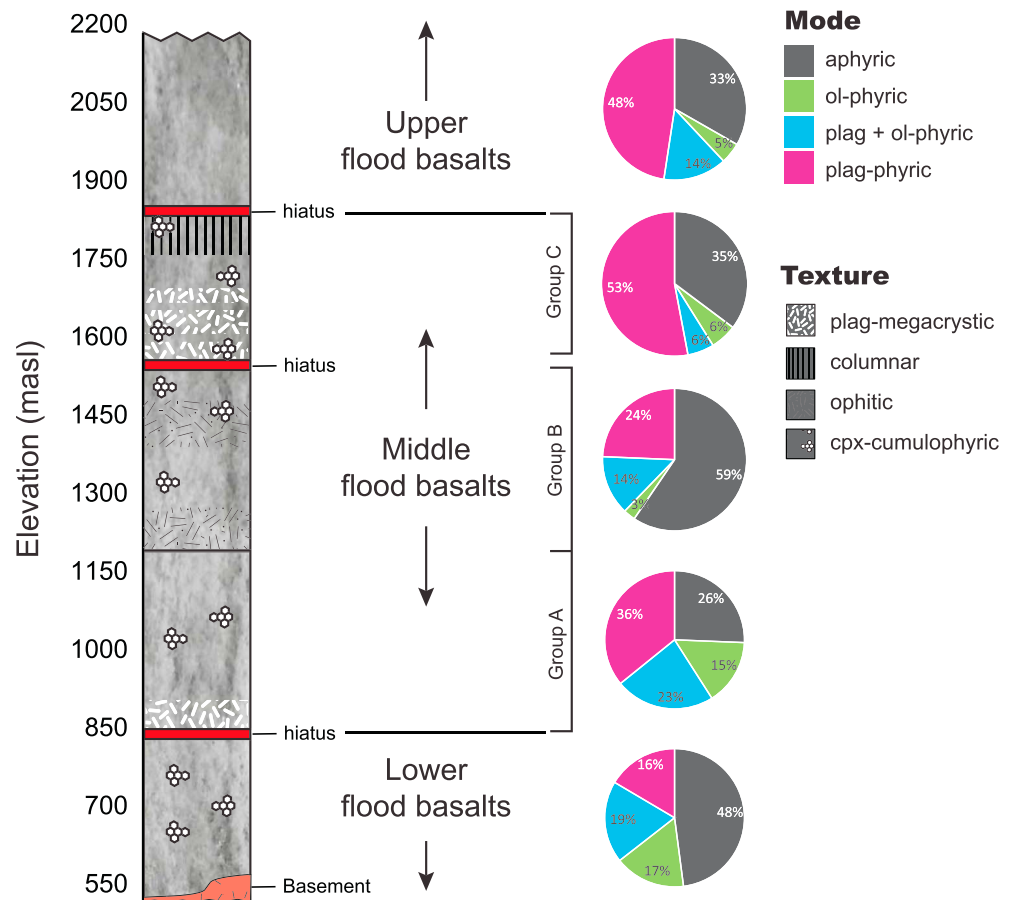 Elevation (masl)
2200
2050
1900
1750
1600
1450
1300
1150
1000
850
700
550
Upper
flood basalts
hiatus
hiatus
Middle
flood basalts
hiatus
Lower
flood basalts
Basement
Group C
Group B
Group A
33%
5%
14%
48%
35%
6%
6%
53%
59%
3%
14%
24%
26%
15%
23%
36%
48%
17%
19%
16%
Mode
aphyric
ol-phyric
plag + ol-phyric
plag-phyric
Texture
plag-megacrystic
columnar
ophitic
cpx-cumulophyric